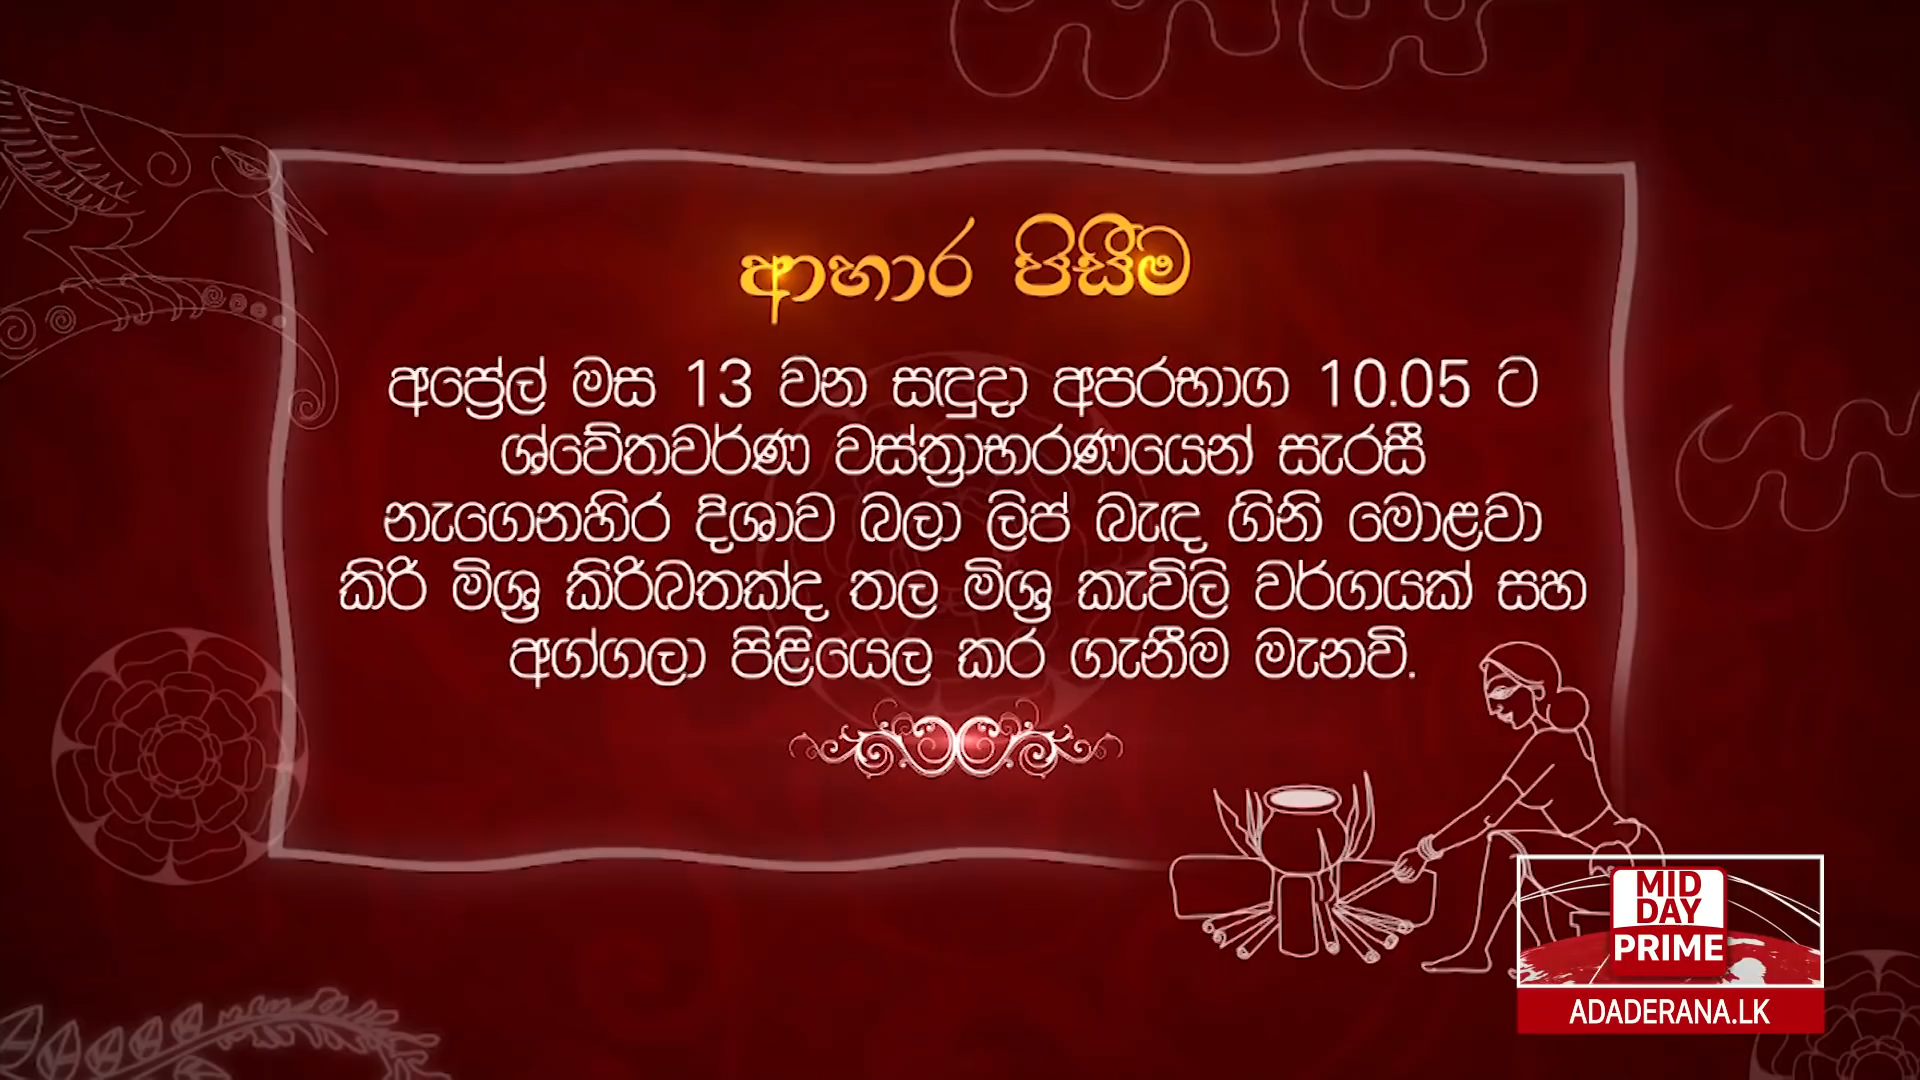 ආහාර පිසීම
අප්‍රේල් මස 13 වන සඳුදා අපරභාග 10.05 ට
ශ්වේතවර්ණ වස්ත්‍රාභරණයෙන් සැරසී
නැගෙනහිර දිශාව බලා ලිප් බැඳ ගිනි මොළවා
කිරි මිශ්‍ර කිරිබතක්ද තල මිශ්‍ර කැවිලි වර්ගයක් සහ
අග්ගලා පිළියෙල කර ගැනීම මැනවි.
MID
DAY
PRIME
ADADERANA.LK